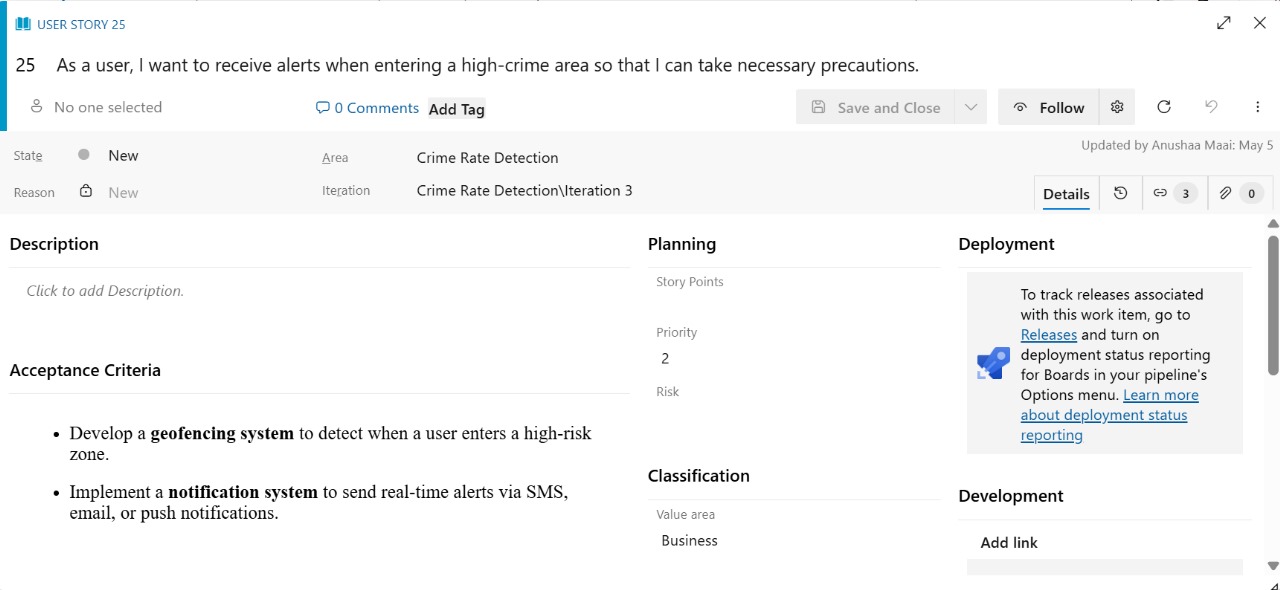 USER STORY 25
25 As a user, I want to receive alerts when entering a high-crime area so that I can take necessary precautions.
No one selected
0 Comments
Add Tag
Save and Close
Follow
State
New
Area
Crime Rate Detection
Updated by Anushaa Maai: May 5
Reason
New
Iteration
Crime Rate Detection\Iteration 3
Details
3
0
Description
Click to add Description.
Acceptance Criteria
• Develop a geofencing system to detect when a user enters a high-risk
zone.
• Implement a notification system to send real-time alerts via SMS,
email, or push notifications.
Planning
Story Points
Priority
2
Risk
Classification
Value area
Business
Deployment
To track releases associated
with this work item, go to
Releases and turn on
deployment status reporting
for Boards in your pipeline's
Options menu. Learn more
about deployment status
reporting
Development
Add link